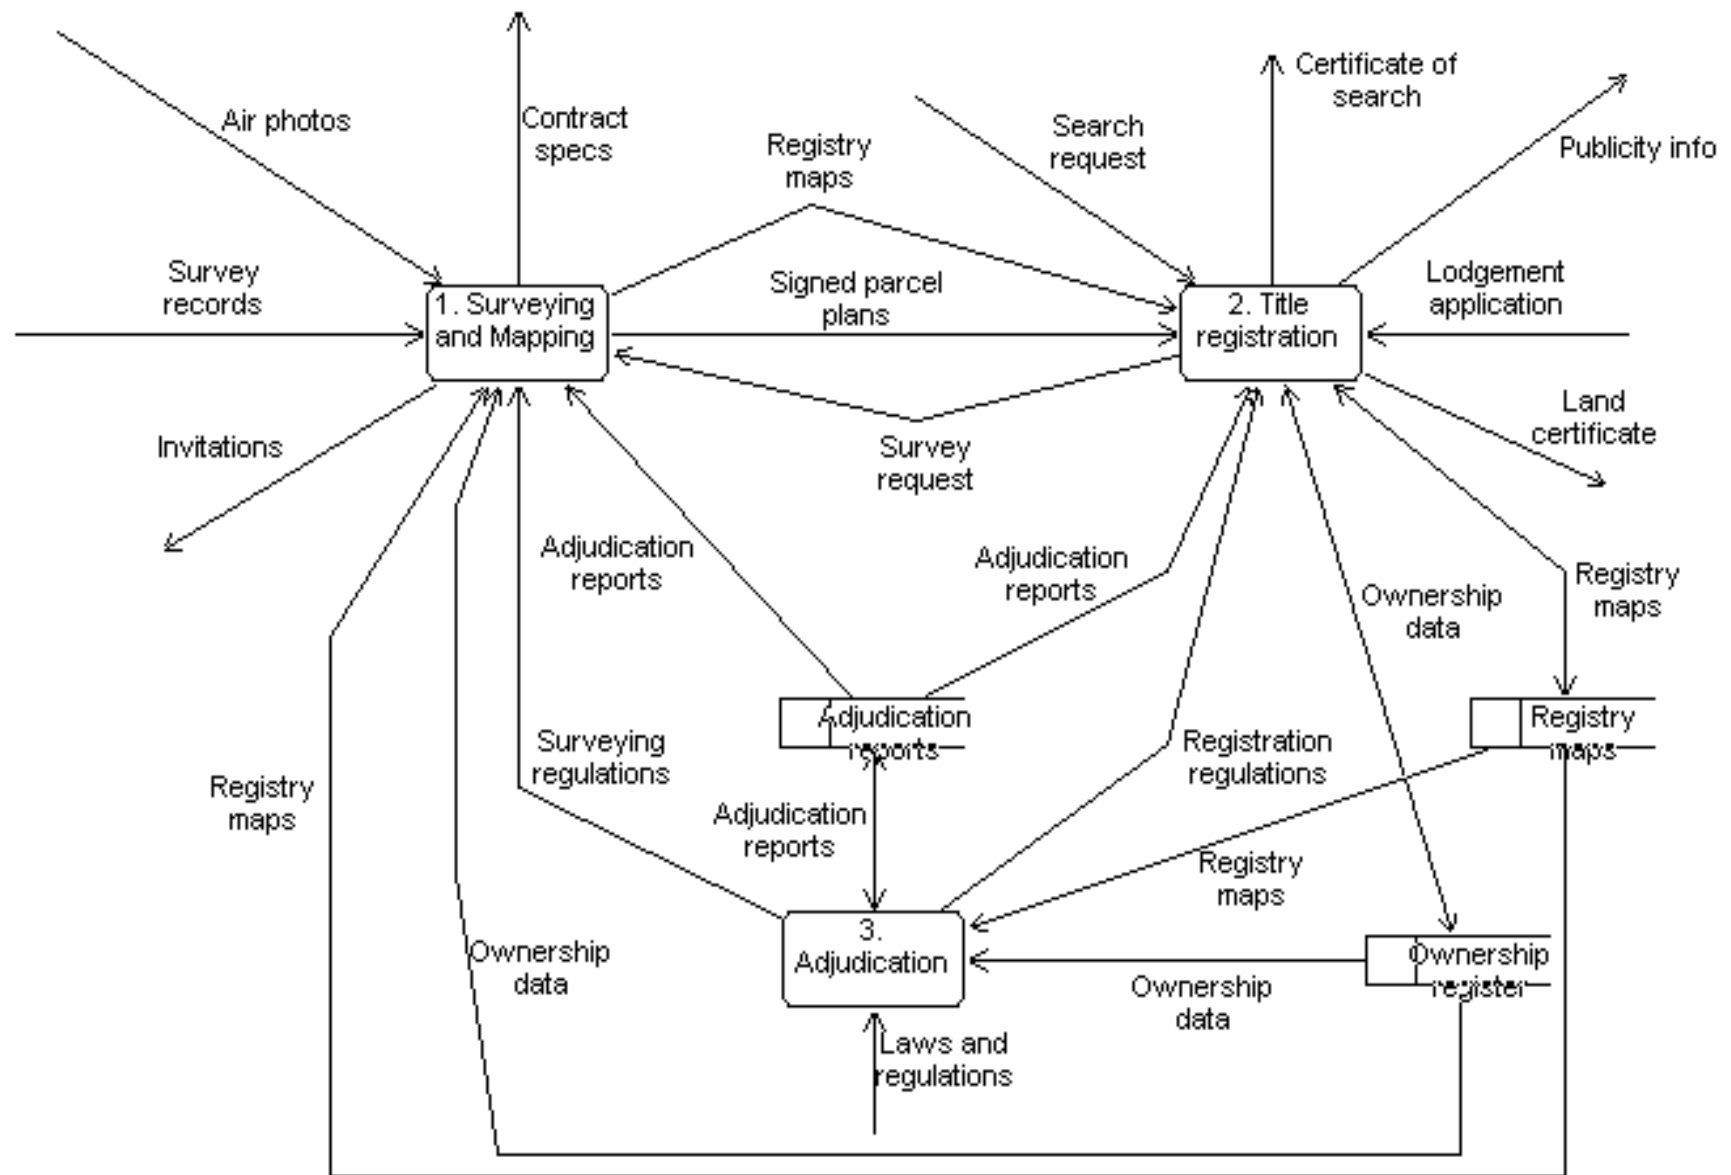 Certificate of
search
Air photos
Contract
specs
Search
request
Registry
maps
Publicity info
Survey
records
Signed parcel
plans
Lodgement
application
1. Surveying
and Mapping
2. Title
registration
Land
certificate
Invitations
Survey
request
Adjudication
reports
Adjudication
reports
Registry
maps
Ownership
data
Adjudication
reports
Registry
maps
Surveying
regulations
Registration
regulations
Registry
maps
Adjudication
reports
Registry
maps
3.
Adjudication
Ownership
data
Ownership
register
Ownership
data
Laws and
regulations